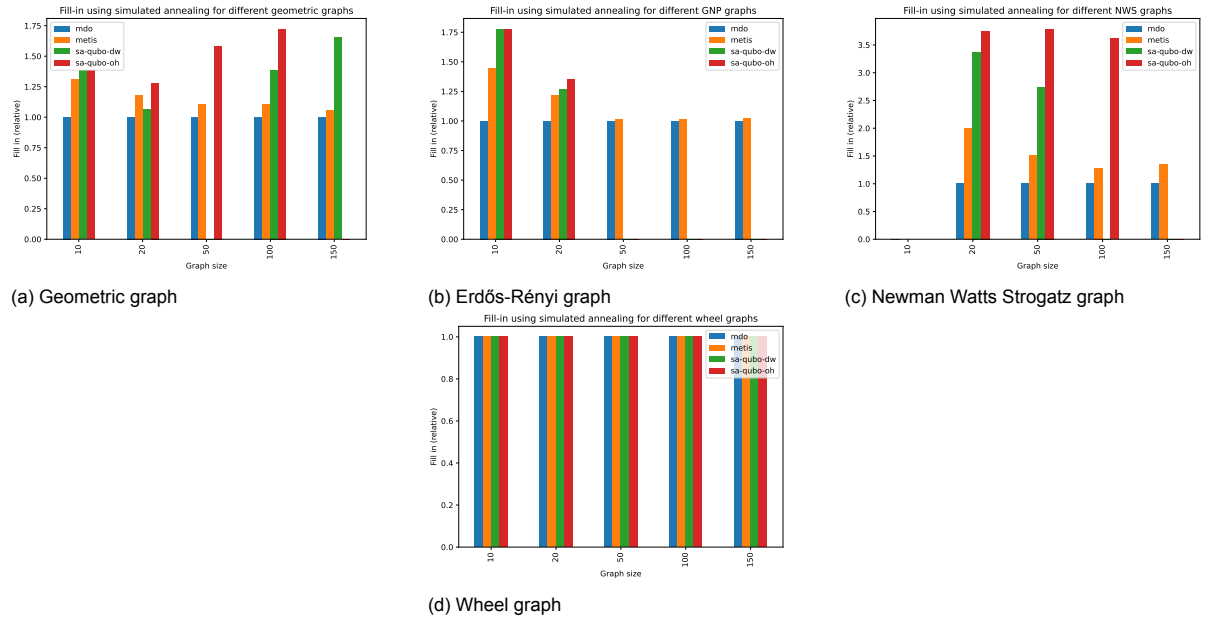 Fill-in using simulated annealing for different geometric graphs
mdo
metis
sa-qubo-dw
sa-qubo-oh
Fill in (relative)
1.75
1.50
1.25
1.00
0.75
0.50
0.25
0.00
10
20
50
100
150
Graph size
(a) Geometric graph
Fill-in using simulated annealing for different GNP graphs
mdo
metis
sa-qubo-dw
sa-qubo-oh
Fill in (relative)
1.75
1.50
1.25
1.00
0.75
0.50
0.25
0.00
10
20
50
100
150
Graph size
(b) Erdős-Rényi graph
Fill-in using simulated annealing for different NWS graphs
mdo
metis
sa-qubo-dw
sa-qubo-oh
Fill in (relative)
3.5
3.0
2.5
2.0
1.5
1.0
0.5
0.0
10
20
50
100
150
Graph size
(c) Newman Watts Strogatz graph
Fill-in using simulated annealing for different wheel graphs
mdo
metis
sa-qubo-dw
sa-qubo-oh
Fill in (relative)
1.0
0.8
0.6
0.4
0.2
0.0
10
20
50
100
150
Graph size
(d) Wheel graph